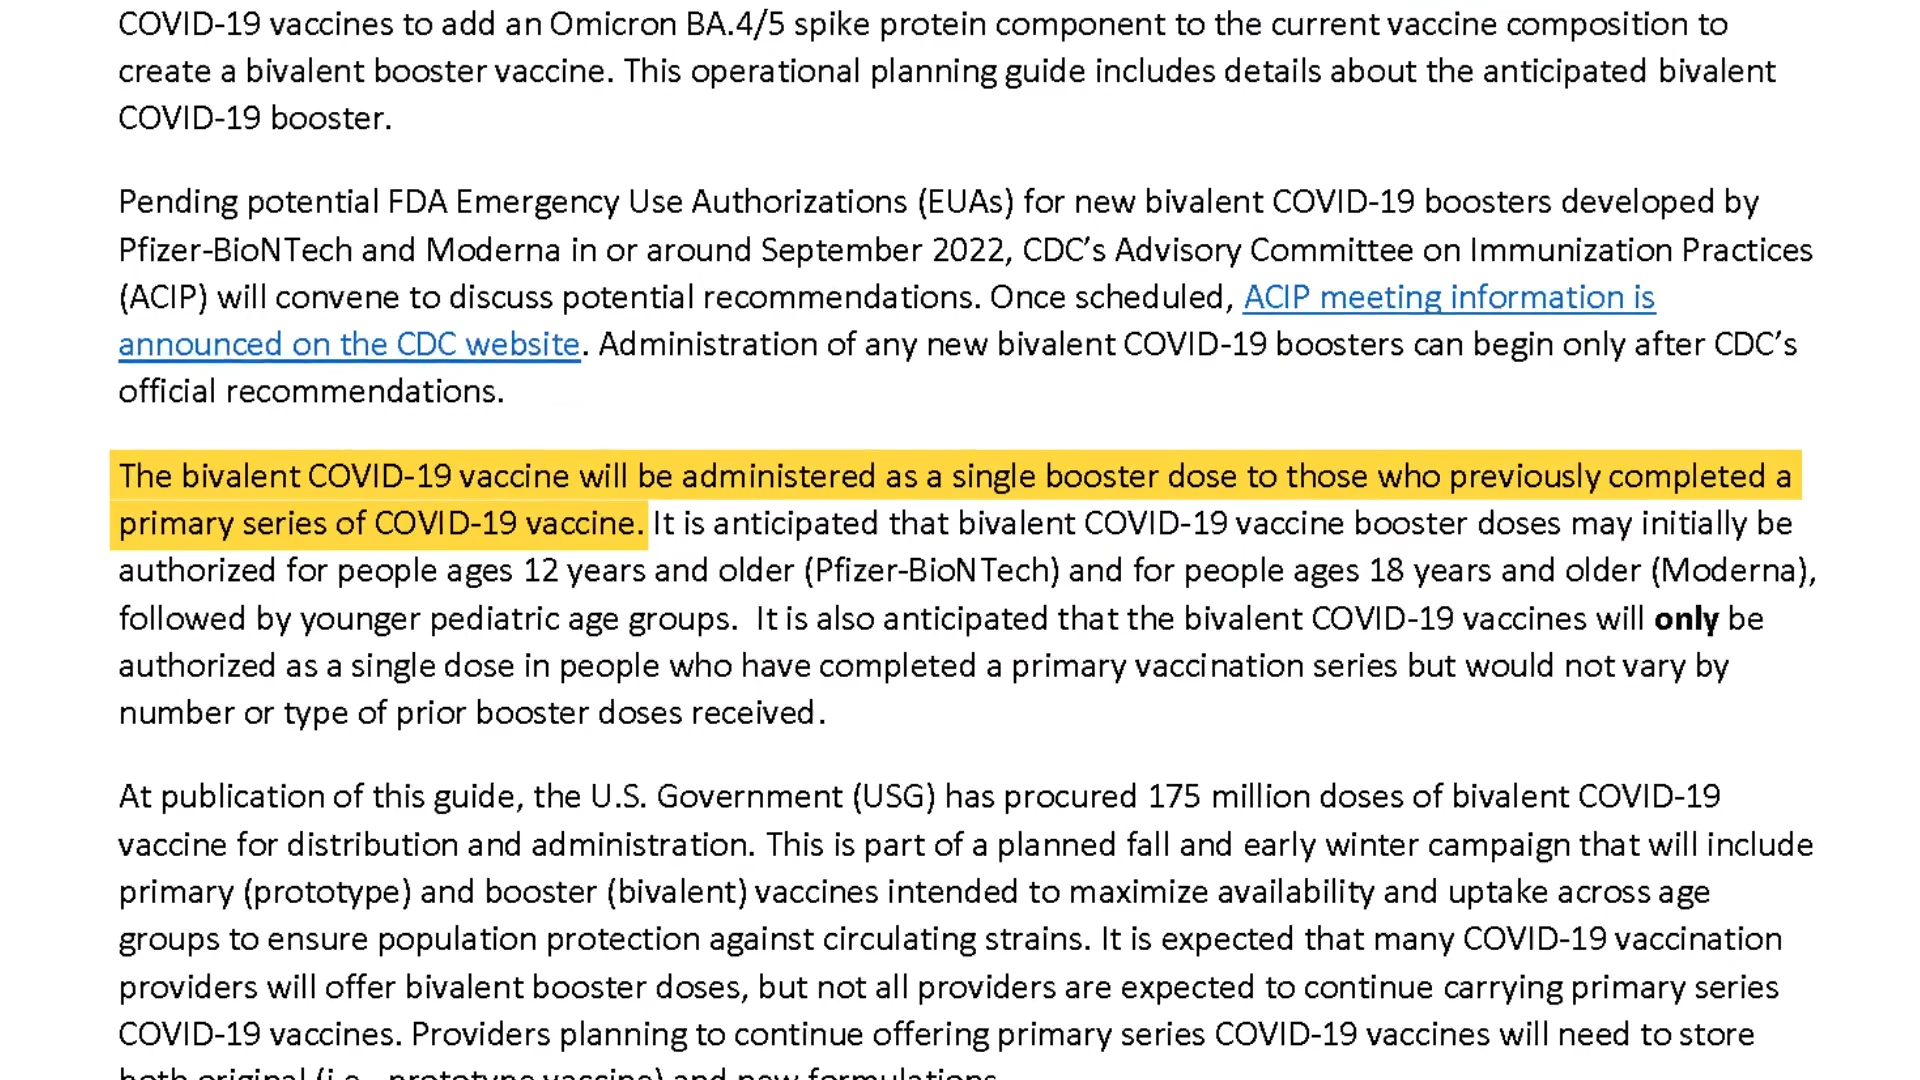 COVID-19 vaccines to add an Omicron BA.4/5 spike protein component to the current vaccine composition to
create a bivalent booster vaccine. This operational planning guide includes details about the anticipated bivalent
COVID-19 booster.
Pending potential FDA Emergency Use Authorizations (EUAs) for new bivalent COVID-19 boosters developed by
Pfizer-BioNTech and Moderna in or around September 2022, CDC’s Advisory Committee on Immunization Practices
(ACIP) will convene to discuss potential recommendations. Once scheduled, ACIP meeting information is
announced on the CDC website. Administration of any new bivalent COVID-19 boosters can begin only after CDC’s
official recommendations.
The bivalent COVID-19 vaccine will be administered as a single booster dose to those who previously completed a
primary series of COVID-19 vaccine. It is anticipated that bivalent COVID-19 vaccine booster doses may initially be
authorized for people ages 12 years and older (Pfizer-BioNTech) and for people ages 18 years and older (Moderna),
followed by younger pediatric age groups. It is also anticipated that the bivalent COVID-19 vaccines will only be
authorized as a single dose in people who have completed a primary vaccination series but would not vary by
number or type of prior booster doses received.
At publication of this guide, the U.S. Government (USG) has procured 175 million doses of bivalent COVID-19
vaccine for distribution and administration. This is part of a planned fall and early winter campaign that will include
primary (prototype) and booster (bivalent) vaccines intended to maximize availability and uptake across age
groups to ensure population protection against circulating strains. It is expected that many COVID-19 vaccination
providers will offer bivalent booster doses, but not all providers are expected to continue carrying primary series
COVID-19 vaccines. Providers planning to continue offering primary series COVID-19 vaccines will need to store
both original (i.e., prototype vaccine) and new formulations.